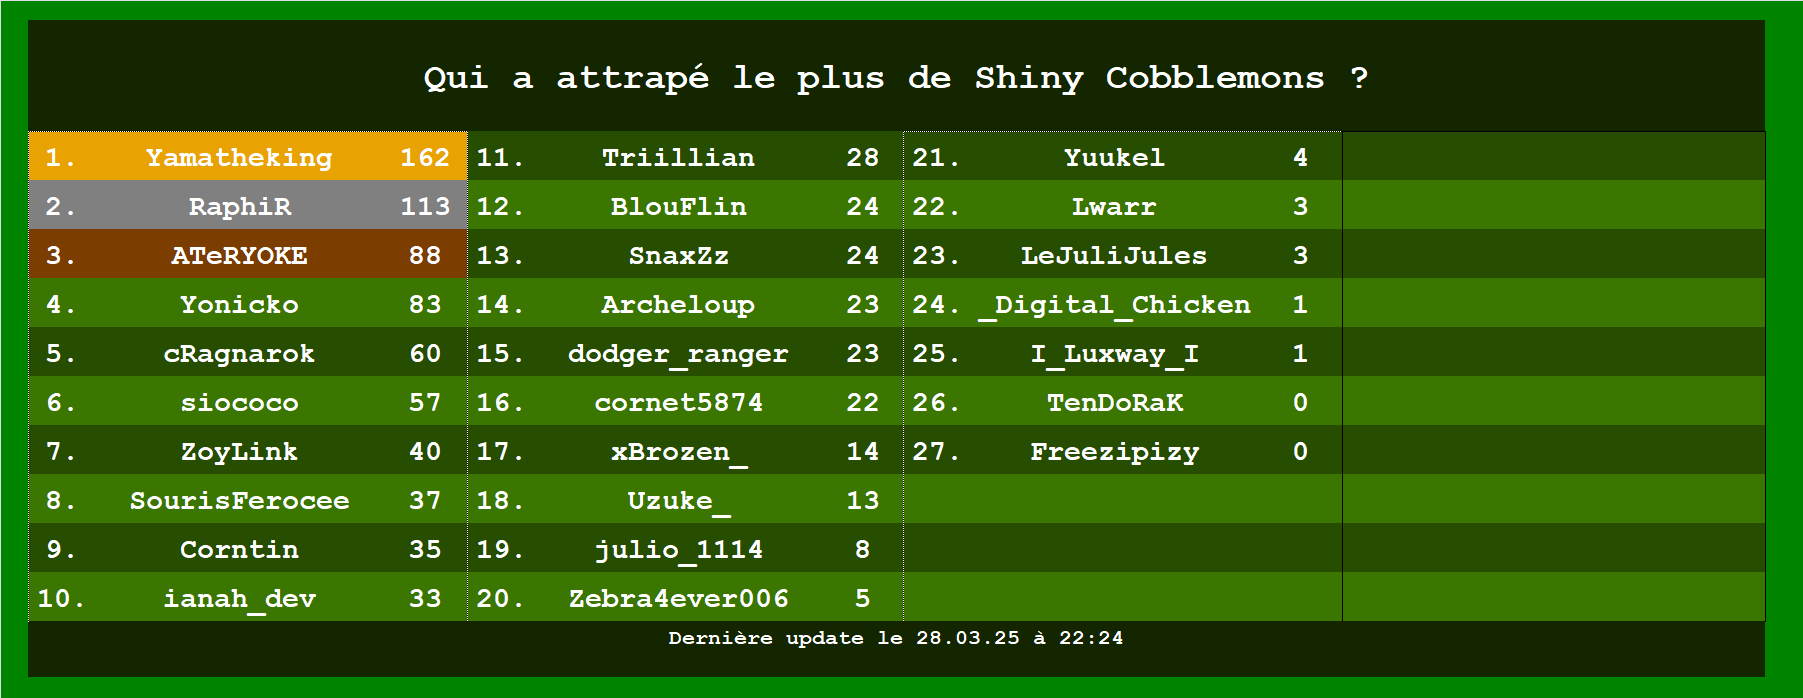 Qui a attrapé le plus de Shiny Cobblemons ?
1. Yamatheking 162
2. RaphiR 113
3. ATeRYOKE 88
4. Yonicko 83
5. cRagnarok 60
6. siococo 57
7. ZoyLink 40
8. SourisFerocee 37
9. Corntin 35
10. ianah_dev 33
11. Triillian 28
12. BlouFlin 24
13. SnaxZz 24
14. Archeloup 23
15. dodger_ranger 23
16. cornet5874 22
17. xBrozen_ 14
18. Uzuke_ 13
19. julio_1114 8
20. Zebra4ever006 5
21. Yuukel 4
22. Lwarr 3
23. LeJuliJules 3
24. _Digital_Chicken 1
25. I_Luxway_I 1
26. TenDoRaK 0
27. Freezipizy 0
Dernière update le 28.03.25 à 22:24